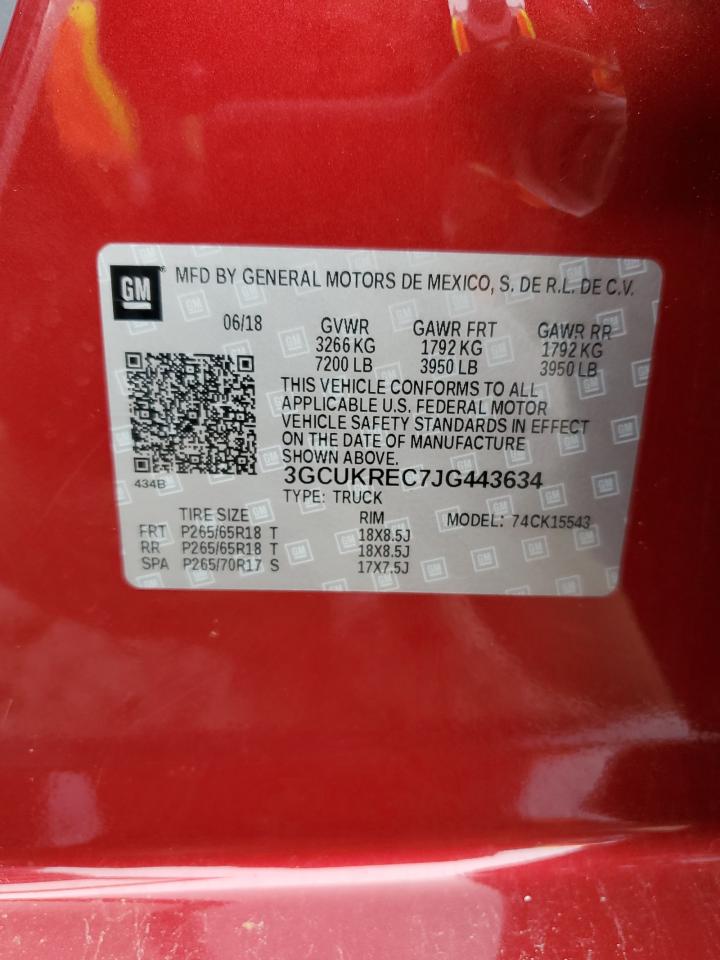 GM ® MFD BY GENERAL MOTORS DE MEXICO, S. DE R.L. DE C.V.
06/18 GVWR GAWR FRT GAWR RR
3266 KG 1792 KG 1792 KG
7200 LB 3950 LB 3950 LB
THIS VEHICLE CONFORMS TO ALL
APPLICABLE U.S. FEDERAL MOTOR
VEHICLE SAFETY STANDARDS IN EFFECT
ON THE DATE OF MANUFACTURE
SHOWN ABOVE.
434B 3GCUKREC7JG443634
TYPE: TRUCK
TIRE SIZE RIM MODEL: 74CK15543
FRT P265/65R18 T 18X8.5J
RR P265/65R18 T 18X8.5J
SPA P265/70R17 S 17X7.5J